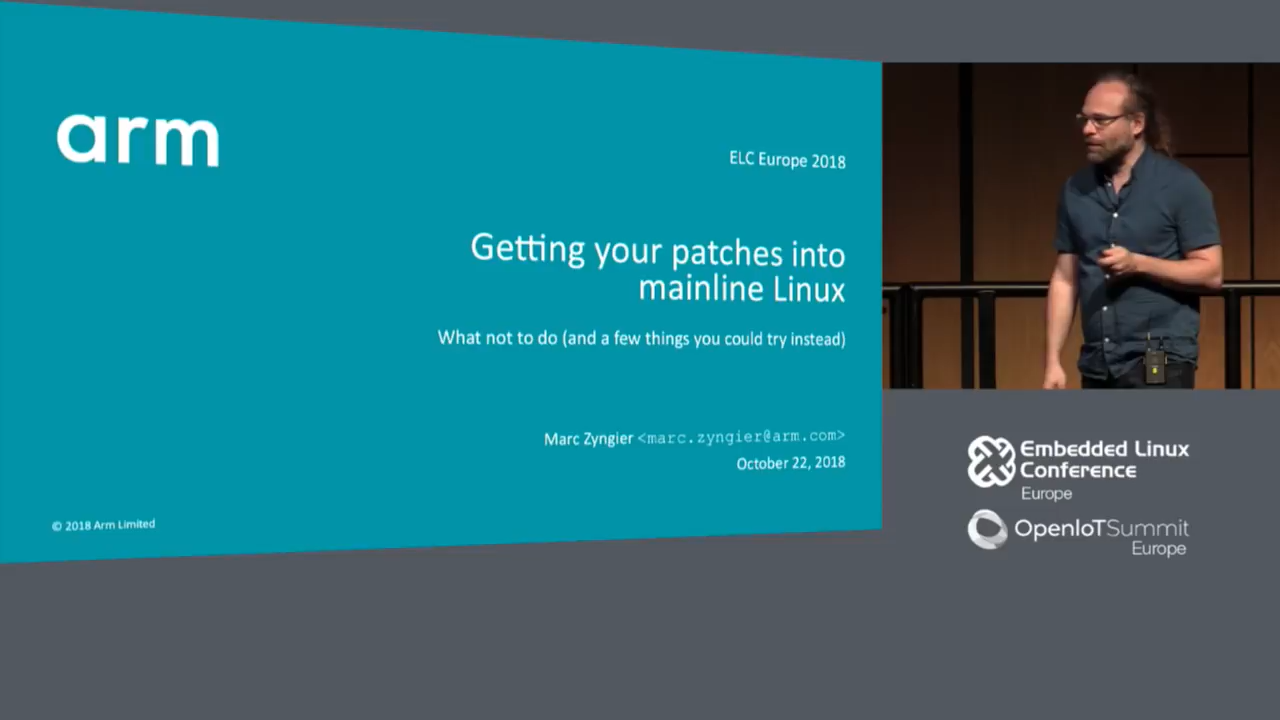 arm
ELC Europe 2018
Getting your patches into
mainline Linux
What not to do (and a few things you could try instead)
Marc Zyngier <marc.zyngier@arm.com>
October 22, 2018
© 2018 Arm Limited
Embedded Linux
Conference
Europe
OpenIoTSummit
Europe